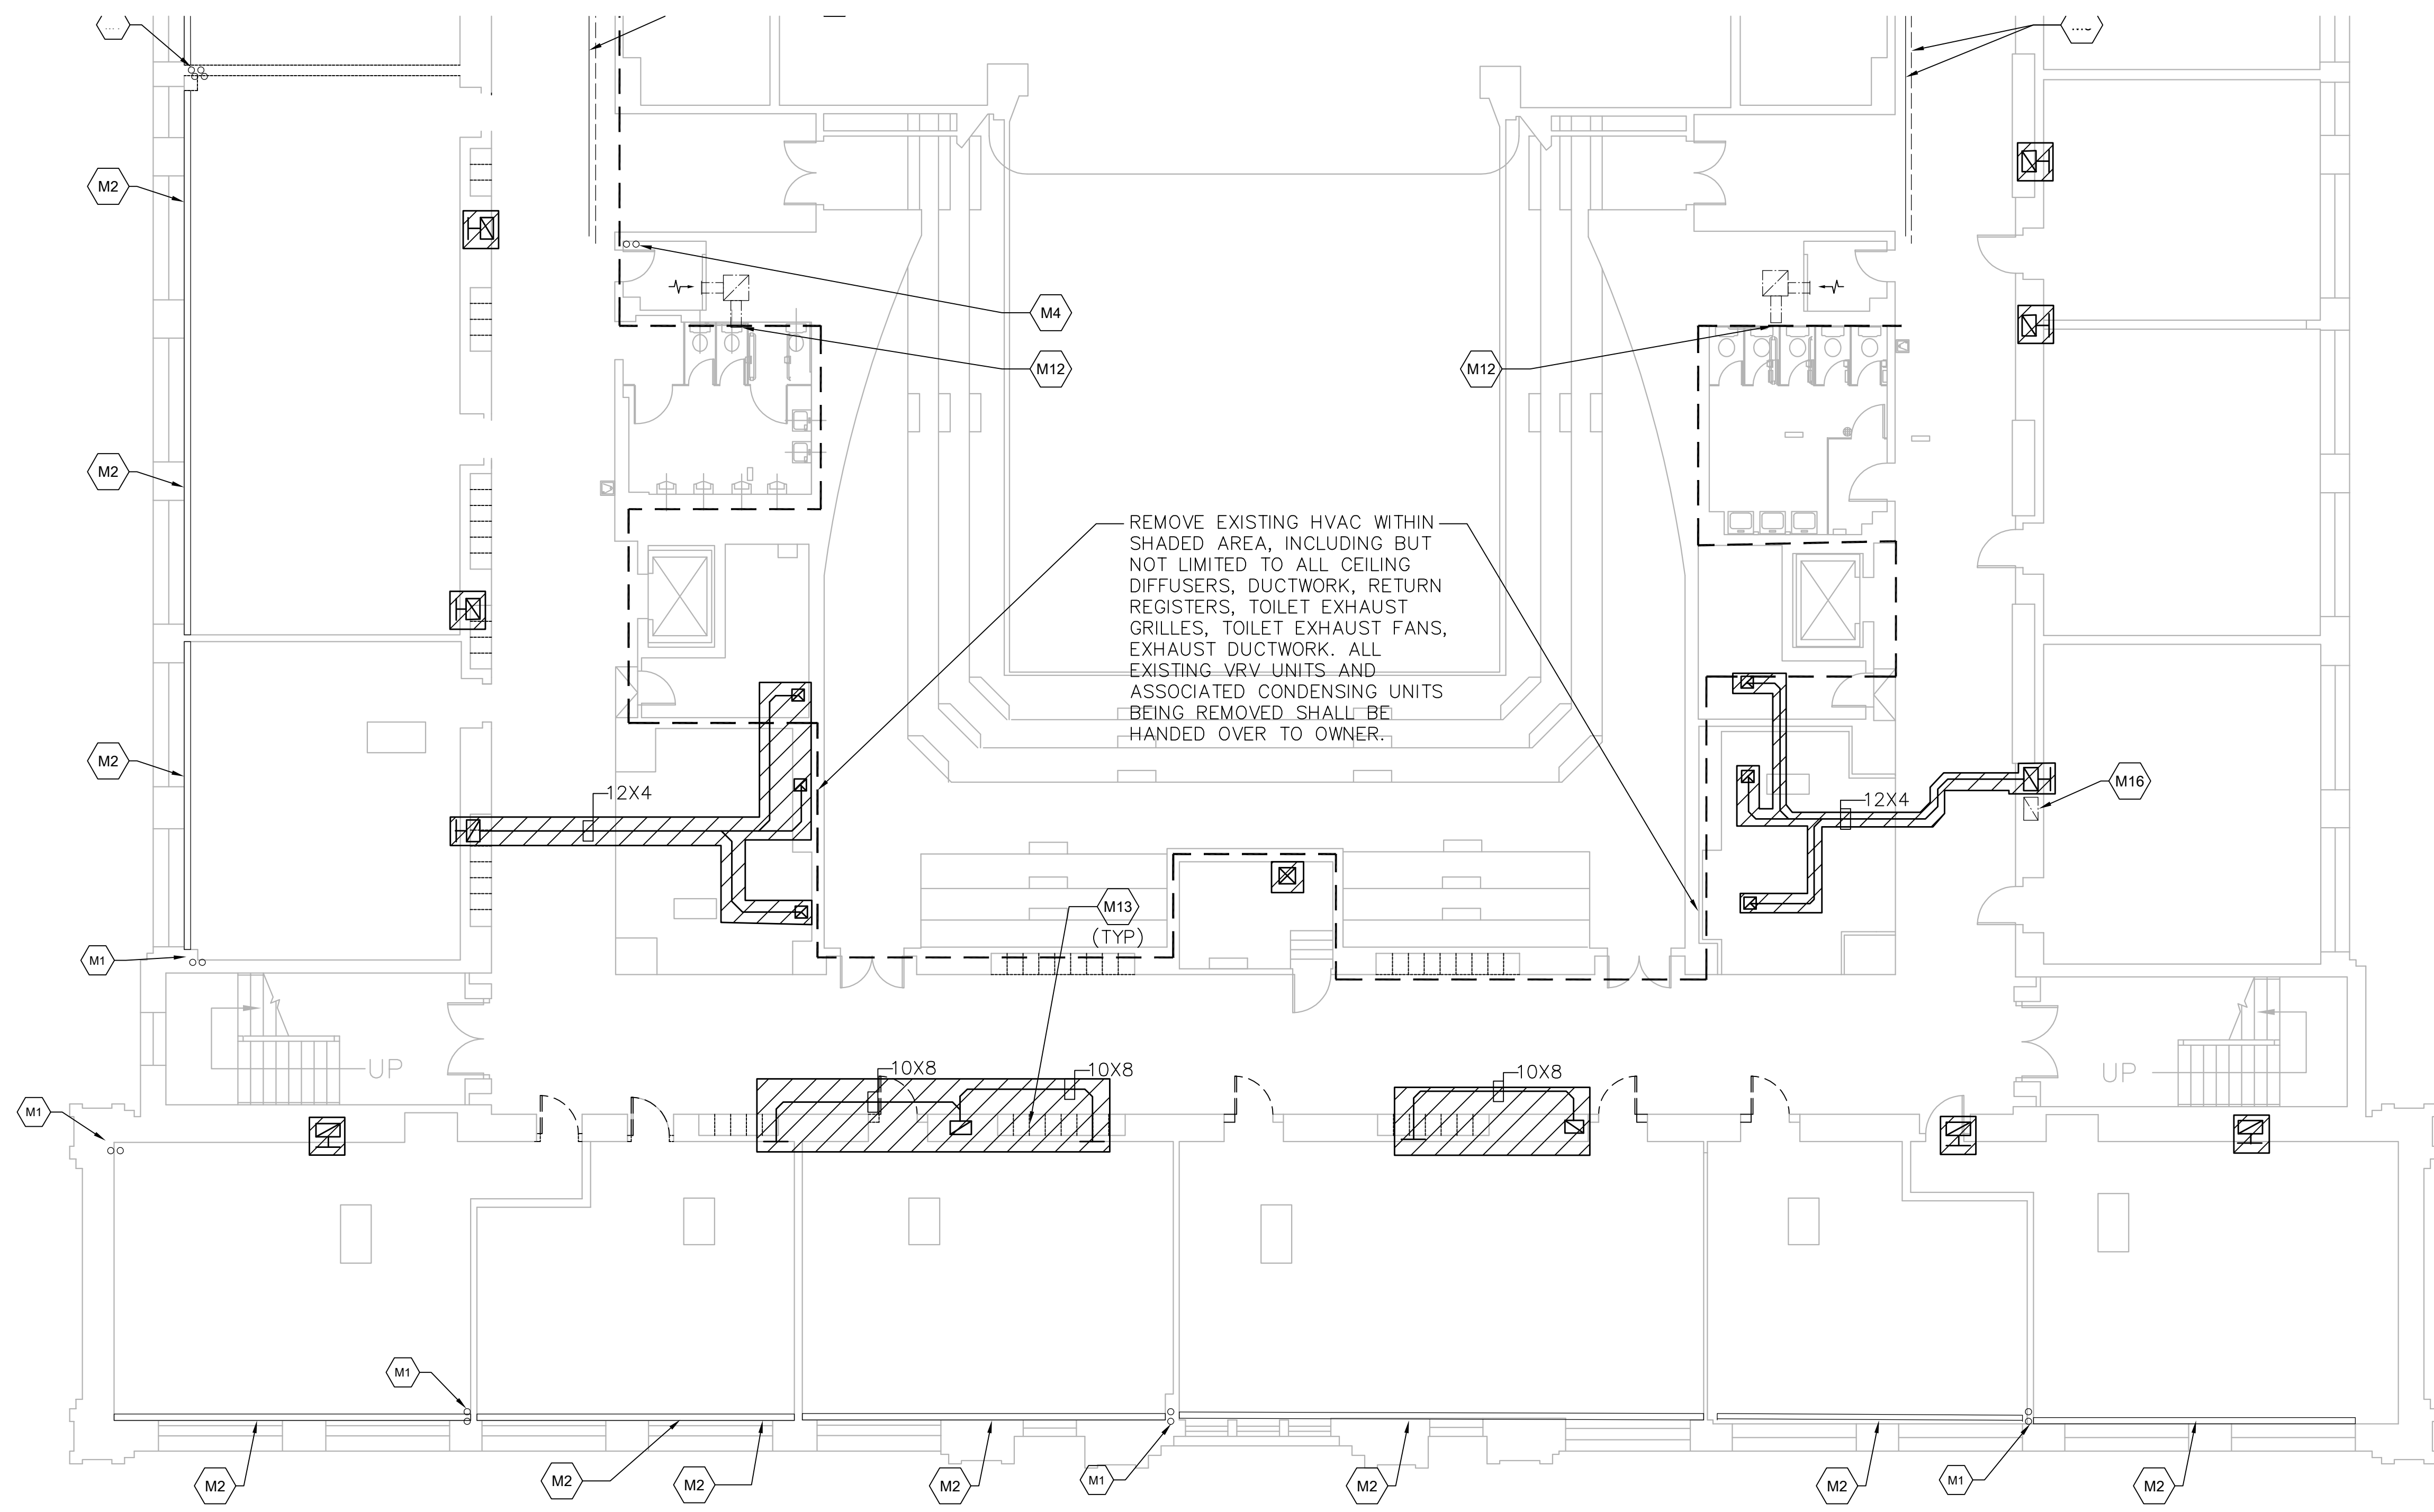 M2
M4
M12
M12
M2
REMOVE EXISTING HVAC WITHIN
SHADED AREA, INCLUDING BUT
NOT LIMITED TO ALL CEILING
DIFFUSERS, DUCTWORK, RETURN
REGISTERS, TOILET EXHAUST
GRILLES, TOILET EXHAUST FANS,
EXHAUST DUCTWORK. ALL
EXISTING VRV UNITS AND
ASSOCIATED CONDENSING UNITS
BEING REMOVED SHALL BE
HANDED OVER TO OWNER.
M2
12X4
12X4
M16
M13
(TYP)
M1
UP
UP
10X8
10X8
10X8
M1
M1
M2
M2
M2
M2
M1
M2
M2
M1
M2